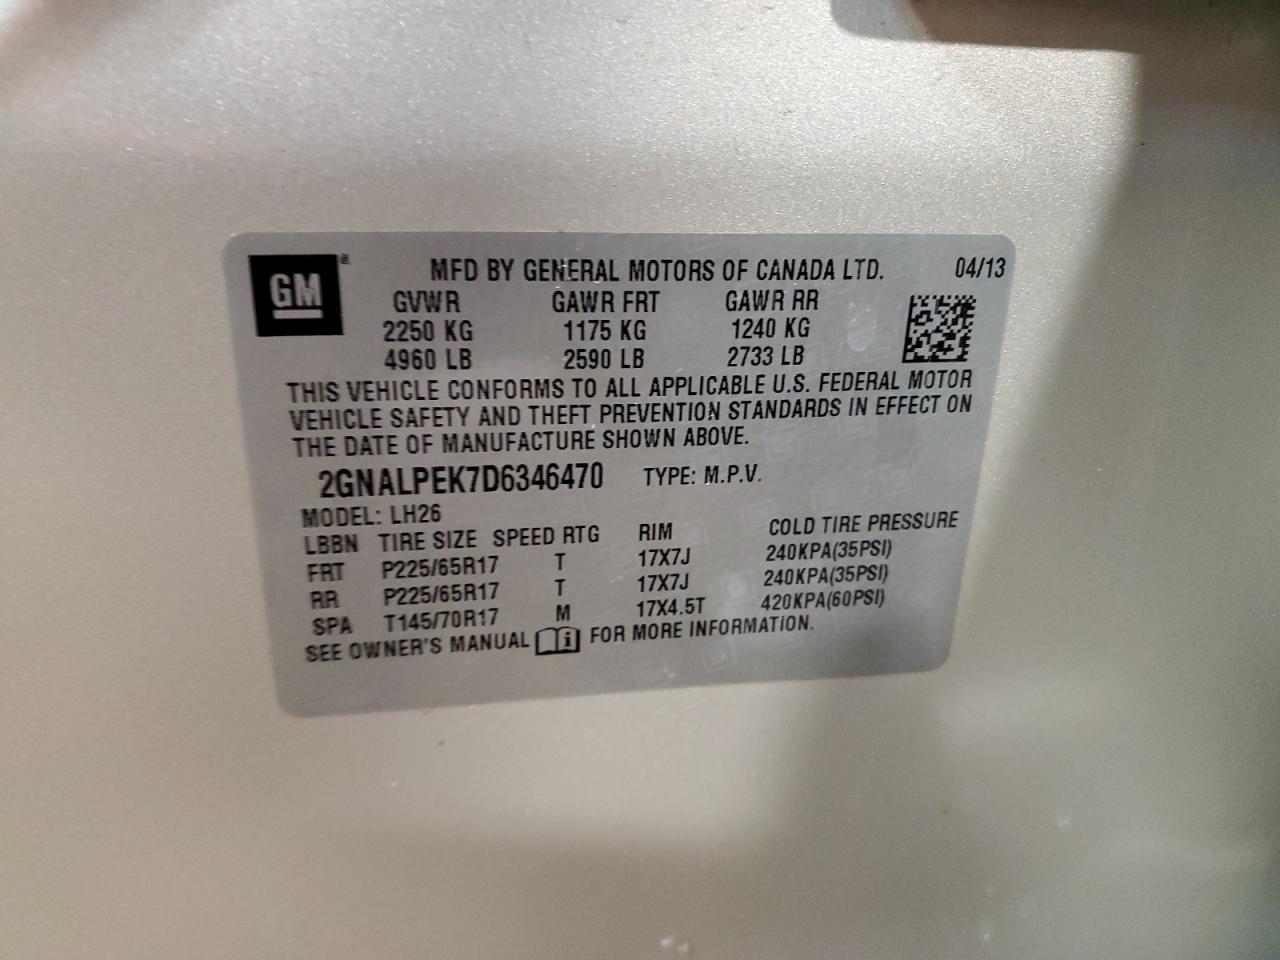 GM ®
MFD BY GENERAL MOTORS OF CANADA LTD. 04/13
GVWR GAWR FRT GAWR RR
2250 KG 1175 KG 1240 KG
4960 LB 2590 LB 2733 LB
THIS VEHICLE CONFORMS TO ALL APPLICABLE U.S. FEDERAL MOTOR
VEHICLE SAFETY AND THEFT PREVENTION STANDARDS IN EFFECT ON
THE DATE OF MANUFACTURE SHOWN ABOVE.
2GNALPEK7D6346470 TYPE: M.P.V.
MODEL: LH26
LBBN TIRE SIZE SPEED RTG RIM COLD TIRE PRESSURE
FRT P225/65R17 T 17X7J 240KPA(35PSI)
RR P225/65R17 T 17X7J 240KPA(35PSI)
SPA T145/70R17 M 17X4.5T 420KPA(60PSI)
SEE OWNER'S MANUAL i FOR MORE INFORMATION.